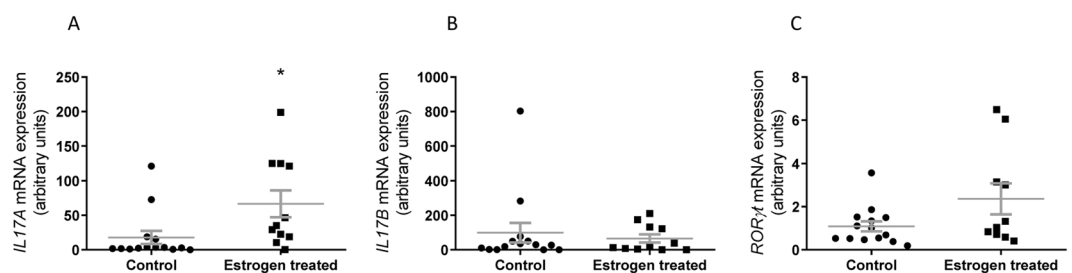 A
IL17A mRNA expression
(arbitrary units)
250
200
150
100
50
0
*
Control
Estrogen treated
B
IL17B mRNA expression
(arbitrary units)
1000
800
600
400
200
0
Control
Estrogen treated
C
RORγt mRNA expression
(arbitrary units)
8
6
4
2
0
Control
Estrogen treated